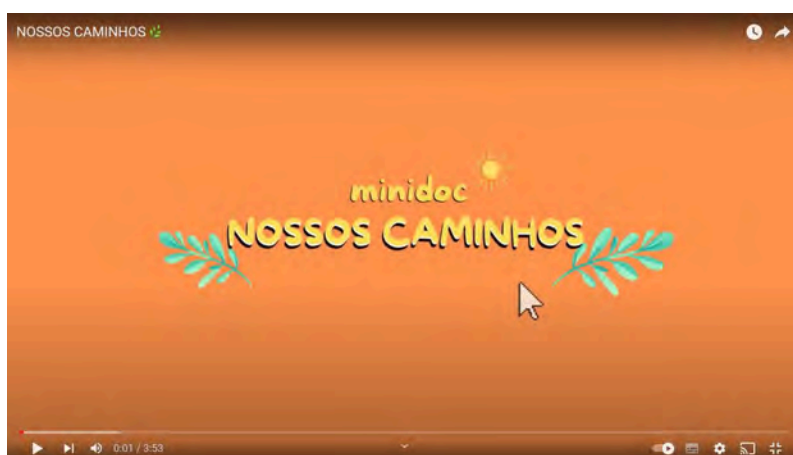 NOSSOS CAMINHOS 🌿
minidoc
NOSSOS CAMINHOS
0:01 / 3:53